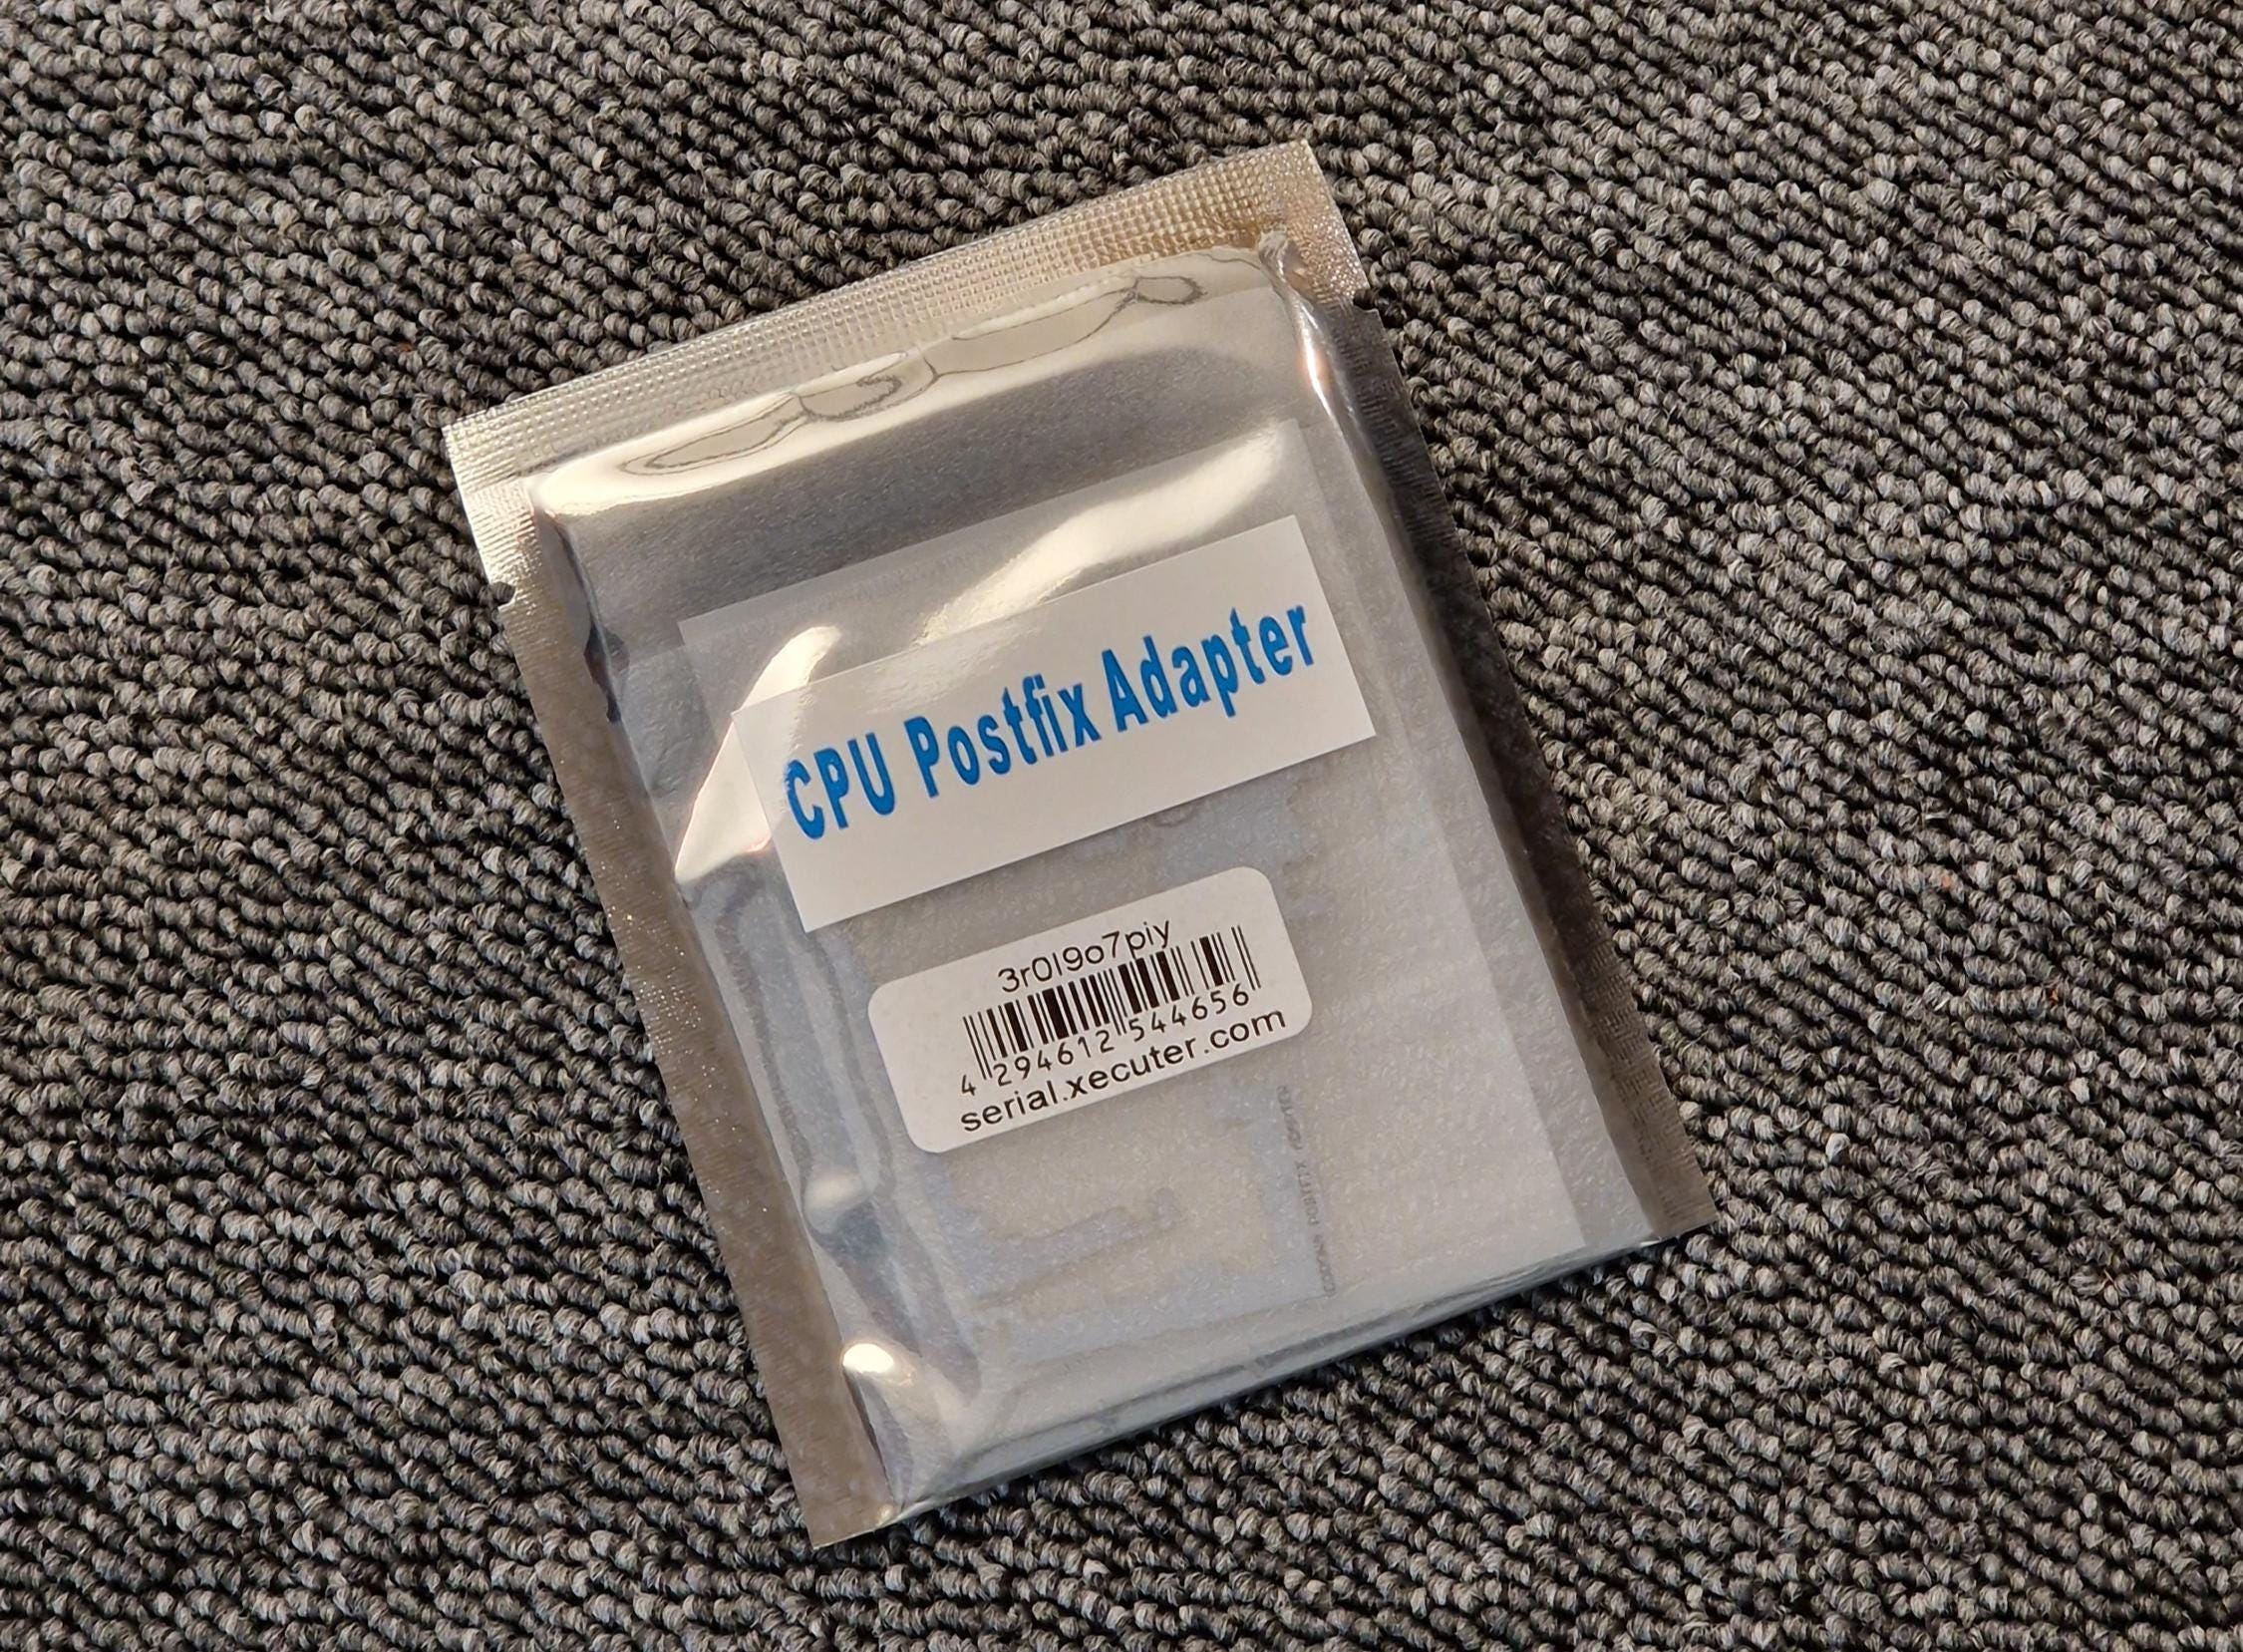 CPU Postfix Adapter
3r0l9o7piy
4 294612 544656
serial.xecuter.com